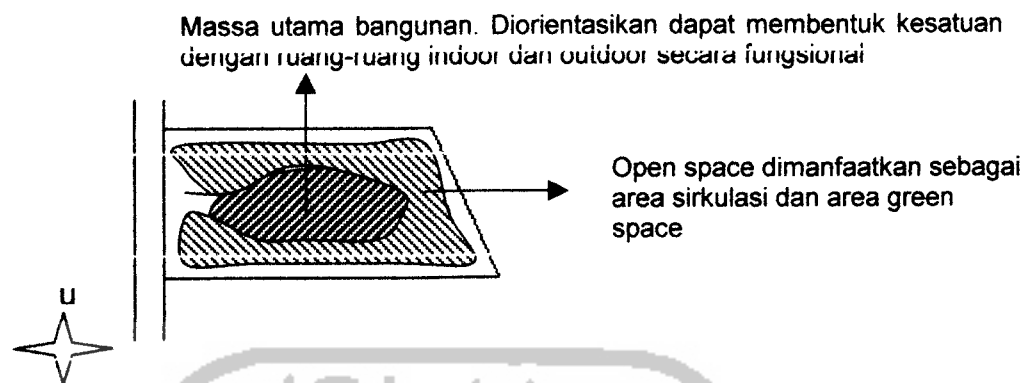 Massa utama bangunan. Diorientasikan dapat membentuk kesatuan
dengan ruang-ruang indoor dan outdoor secara fungsional
Open space dimanfaatkan sebagai
area sirkulasi dan area green
space
u